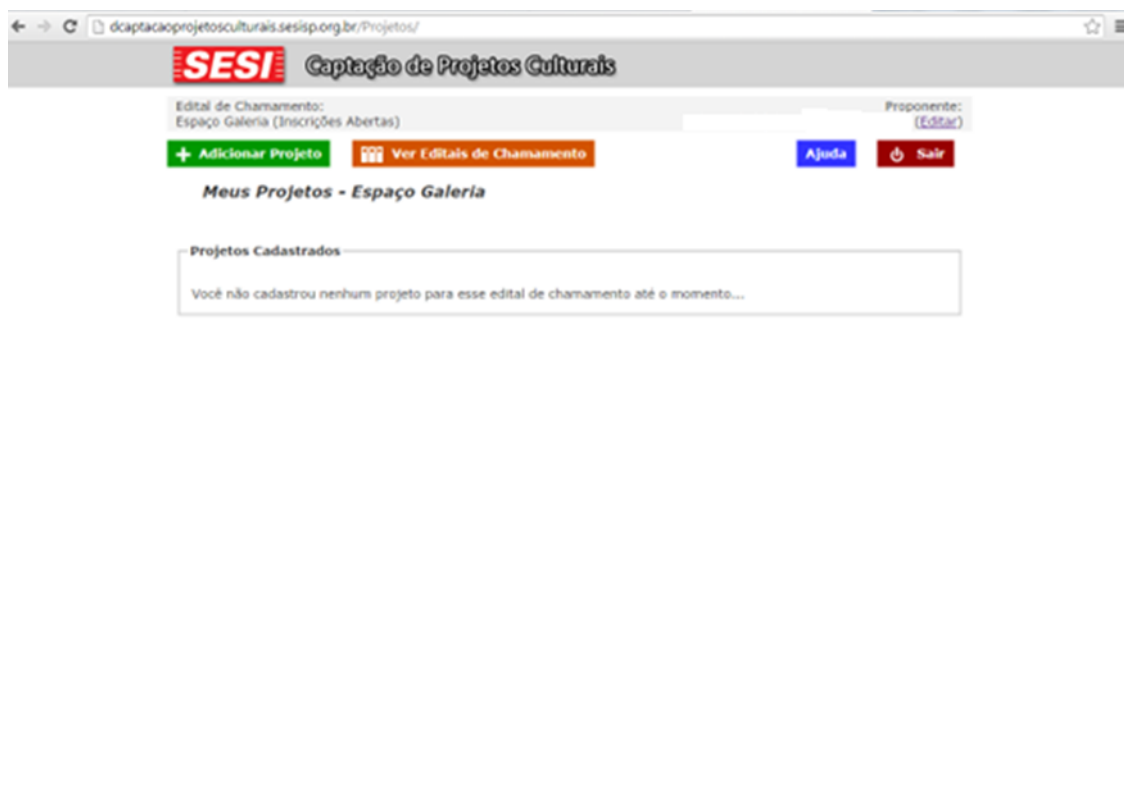 dcaptacaoprojetosculturais.sesisp.org.br/Projetos/
SESI Captação de Projetos Culturais
Edital de Chamamento: Proponente:
Espaço Galeria (Inscrições Abertas) (Editar)
Adicionar Projeto Ver Editais de Chamamento Ajuda Sair
Meus Projetos - Espaço Galeria
Projetos Cadastrados
Você não cadastrou nenhum projeto para esse edital de chamamento até o momento...